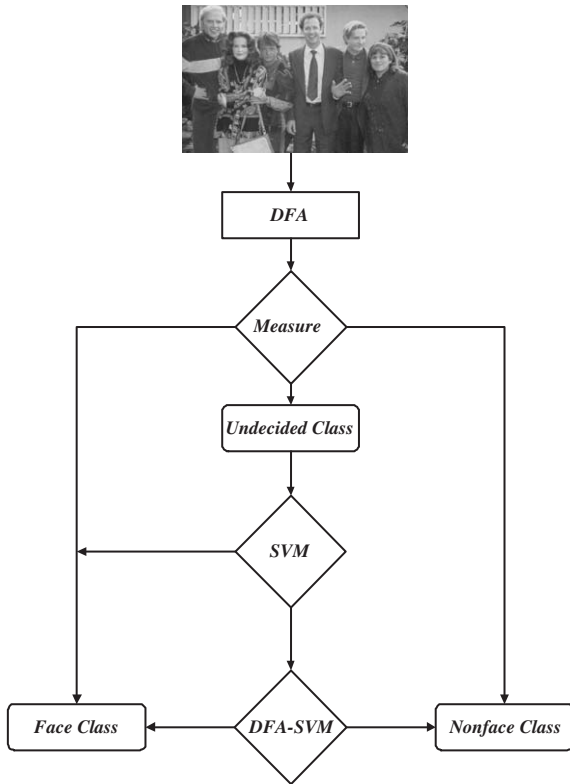 DFA
Measure
Undecided Class
SVM
Face Class
DFA-SVM
Nonface Class